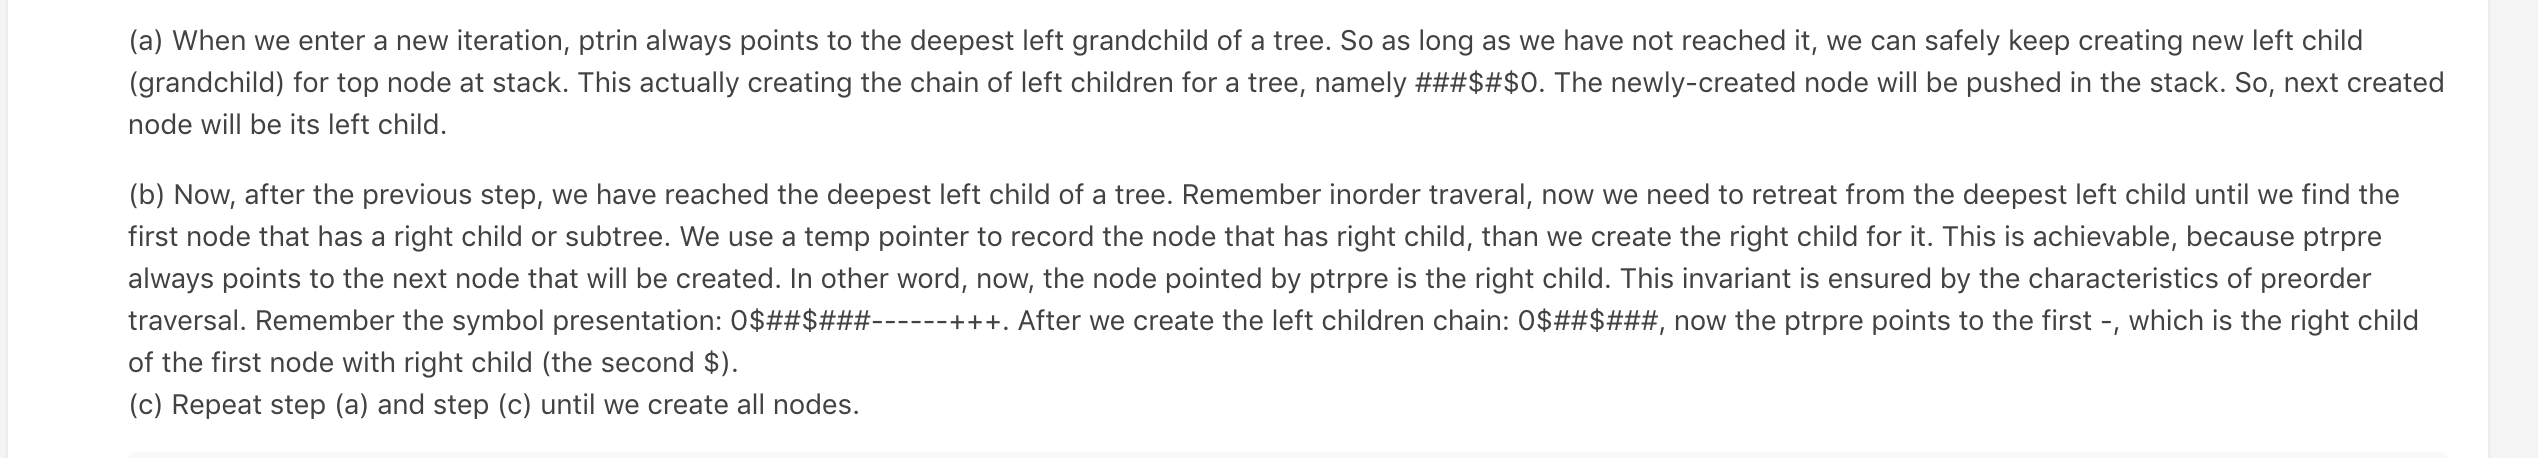 (a) When we enter a new iteration, ptrin always points to the deepest left grandchild of a tree. So as long as we have not reached it, we can safely keep creating new left child
(grandchild) for top node at stack. This actually creating the chain of left children for a tree, namely ###$#$0. The newly-created node will be pushed in the stack. So, next created
node will be its left child.
(b) Now, after the previous step, we have reached the deepest left child of a tree. Remember inorder traveral, now we need to retreat from the deepest left child until we find the
first node that has a right child or subtree. We use a temp pointer to record the node that has right child, than we create the right child for it. This is achievable, because ptrpre
always points to the next node that will be created. In other word, now, the node pointed by ptrpre is the right child. This invariant is ensured by the characteristics of preorder
traversal. Remember the symbol presentation: 0$##$###------+++. After we create the left children chain: 0$##$###, now the ptrpre points to the first -, which is the right child
of the first node with right child (the second $).
(c) Repeat step (a) and step (c) until we create all nodes.